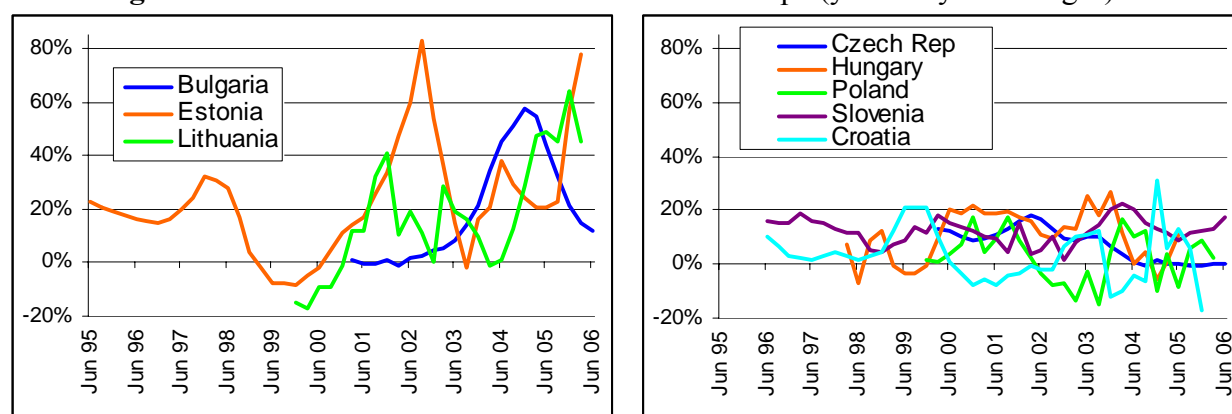 80%
60%
40%
20%
0%
-20%
Bulgaria
Estonia
Lithuania
Jun 95
Jun 96
Jun 97
Jun 98
Jun 99
Jun 00
Jun 01
Jun 02
Jun 03
Jun 04
Jun 05
Jun 06
80%
60%
40%
20%
0%
-20%
Czech Rep
Hungary
Poland
Slovenia
Croatia
Jun 95
Jun 96
Jun 97
Jun 98
Jun 99
Jun 00
Jun 01
Jun 02
Jun 03
Jun 04
Jun 05
Jun 06